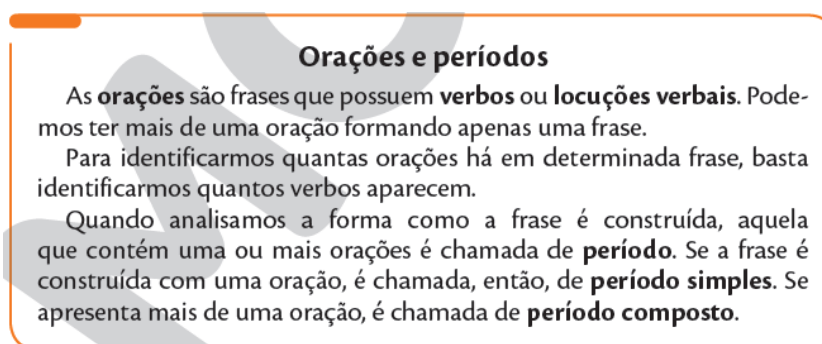 Orações e períodos
As orações são frases que possuem verbos ou locuções verbais. Pode-
mos ter mais de uma oração formando apenas uma frase.
Para identificarmos quantas orações há em determinada frase, basta
identificarmos quantos verbos aparecem.
Quando analisamos a forma como a frase é construída, aquela
que contém uma ou mais orações é chamada de período. Se a frase é
construída com uma oração, é chamada, então, de período simples. Se
apresenta mais de uma oração, é chamada de período composto.